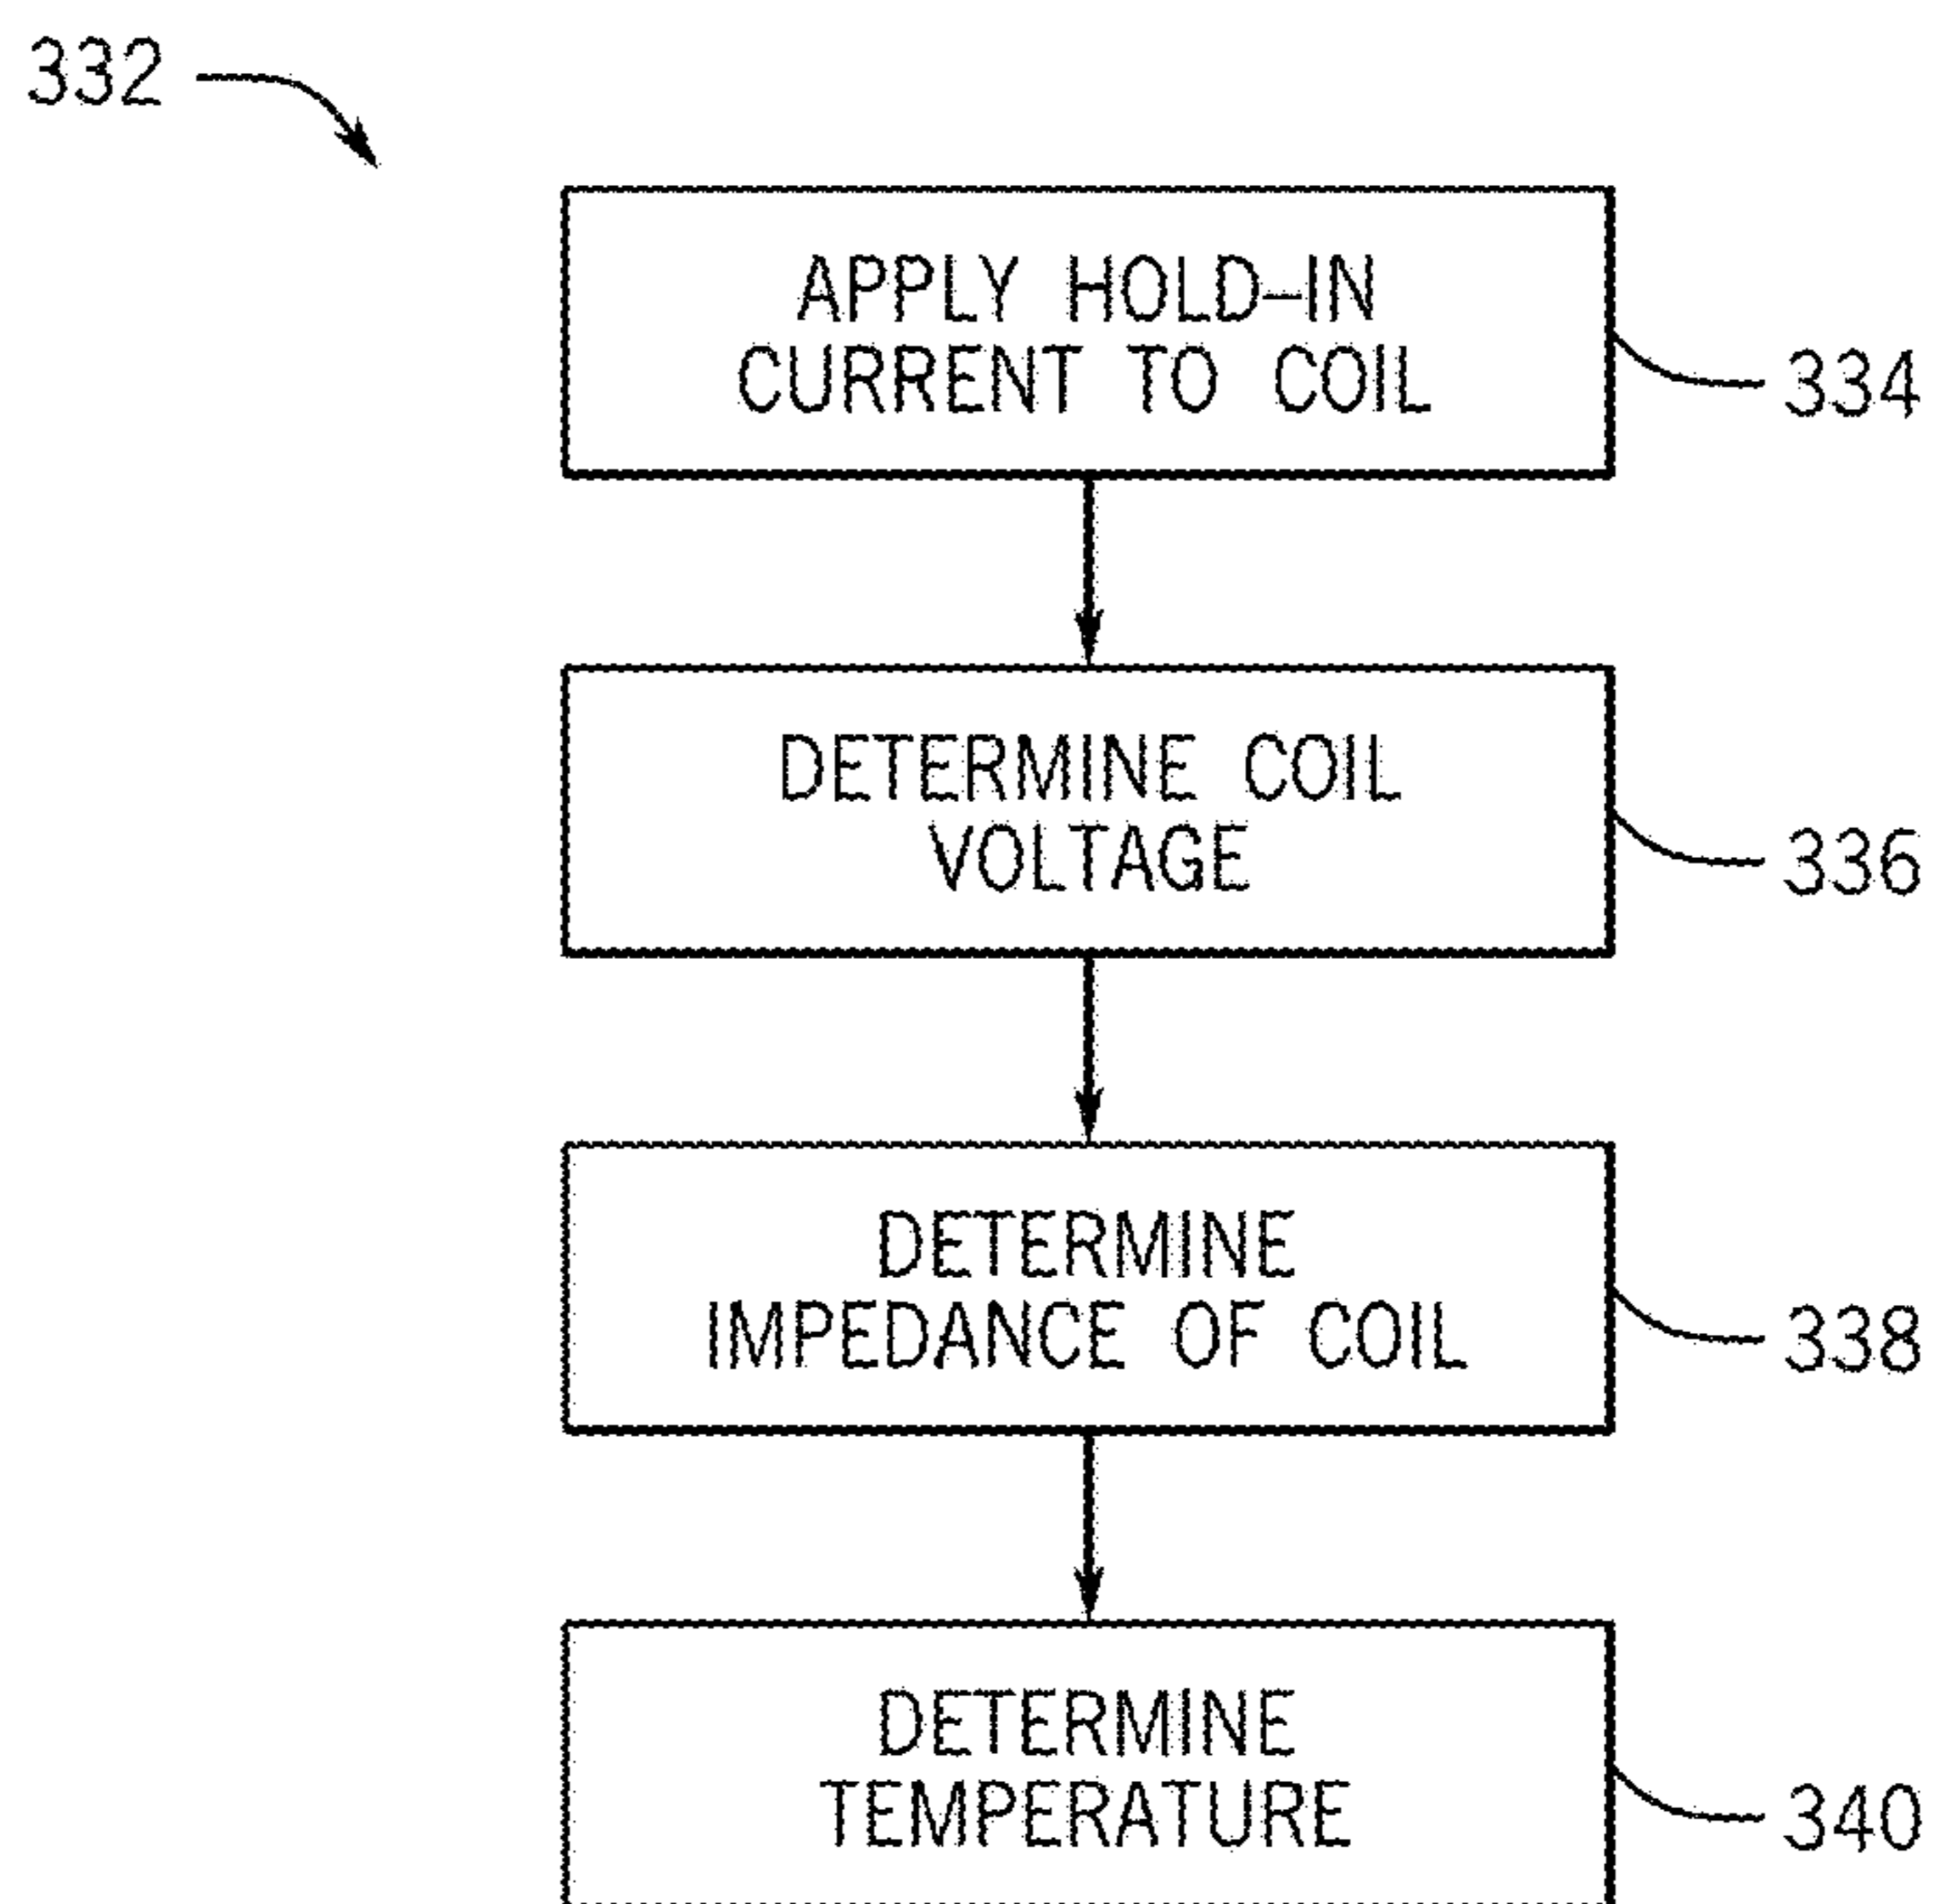 332
APPLY HOLD-IN
CURRENT TO COIL
334
DETERMINE COIL
VOLTAGE
336
DETERMINE
IMPEDANCE OF COIL
338
DETERMINE
TEMPERATURE
340